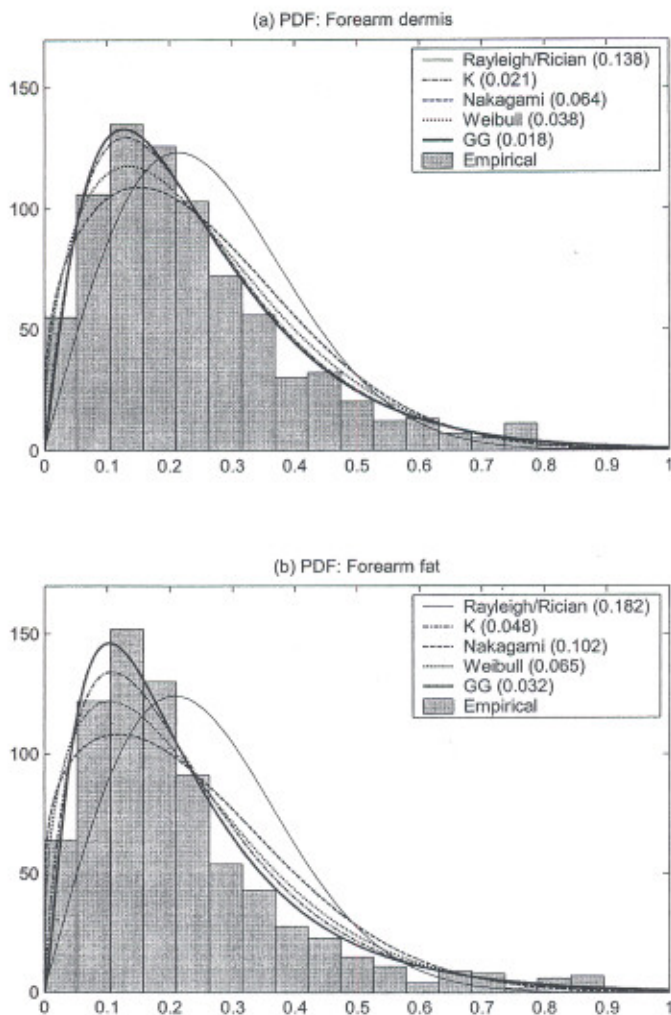 (a) PDF: Forearm dermis
Rayleigh/Rician (0.138)
K (0.021)
Nakagami (0.064)
Weibull (0.038)
GG (0.018)
Empirical
150
100
50
0
0 0.1 0.2 0.3 0.4 0.5 0.6 0.7 0.8 0.9 1
(b) PDF: Forearm fat
Rayleigh/Rician (0.182)
K (0.048)
Nakagami (0.102)
Weibull (0.065)
GG (0.032)
Empirical
150
100
50
0
0 0.1 0.2 0.3 0.4 0.5 0.6 0.7 0.8 0.9 1